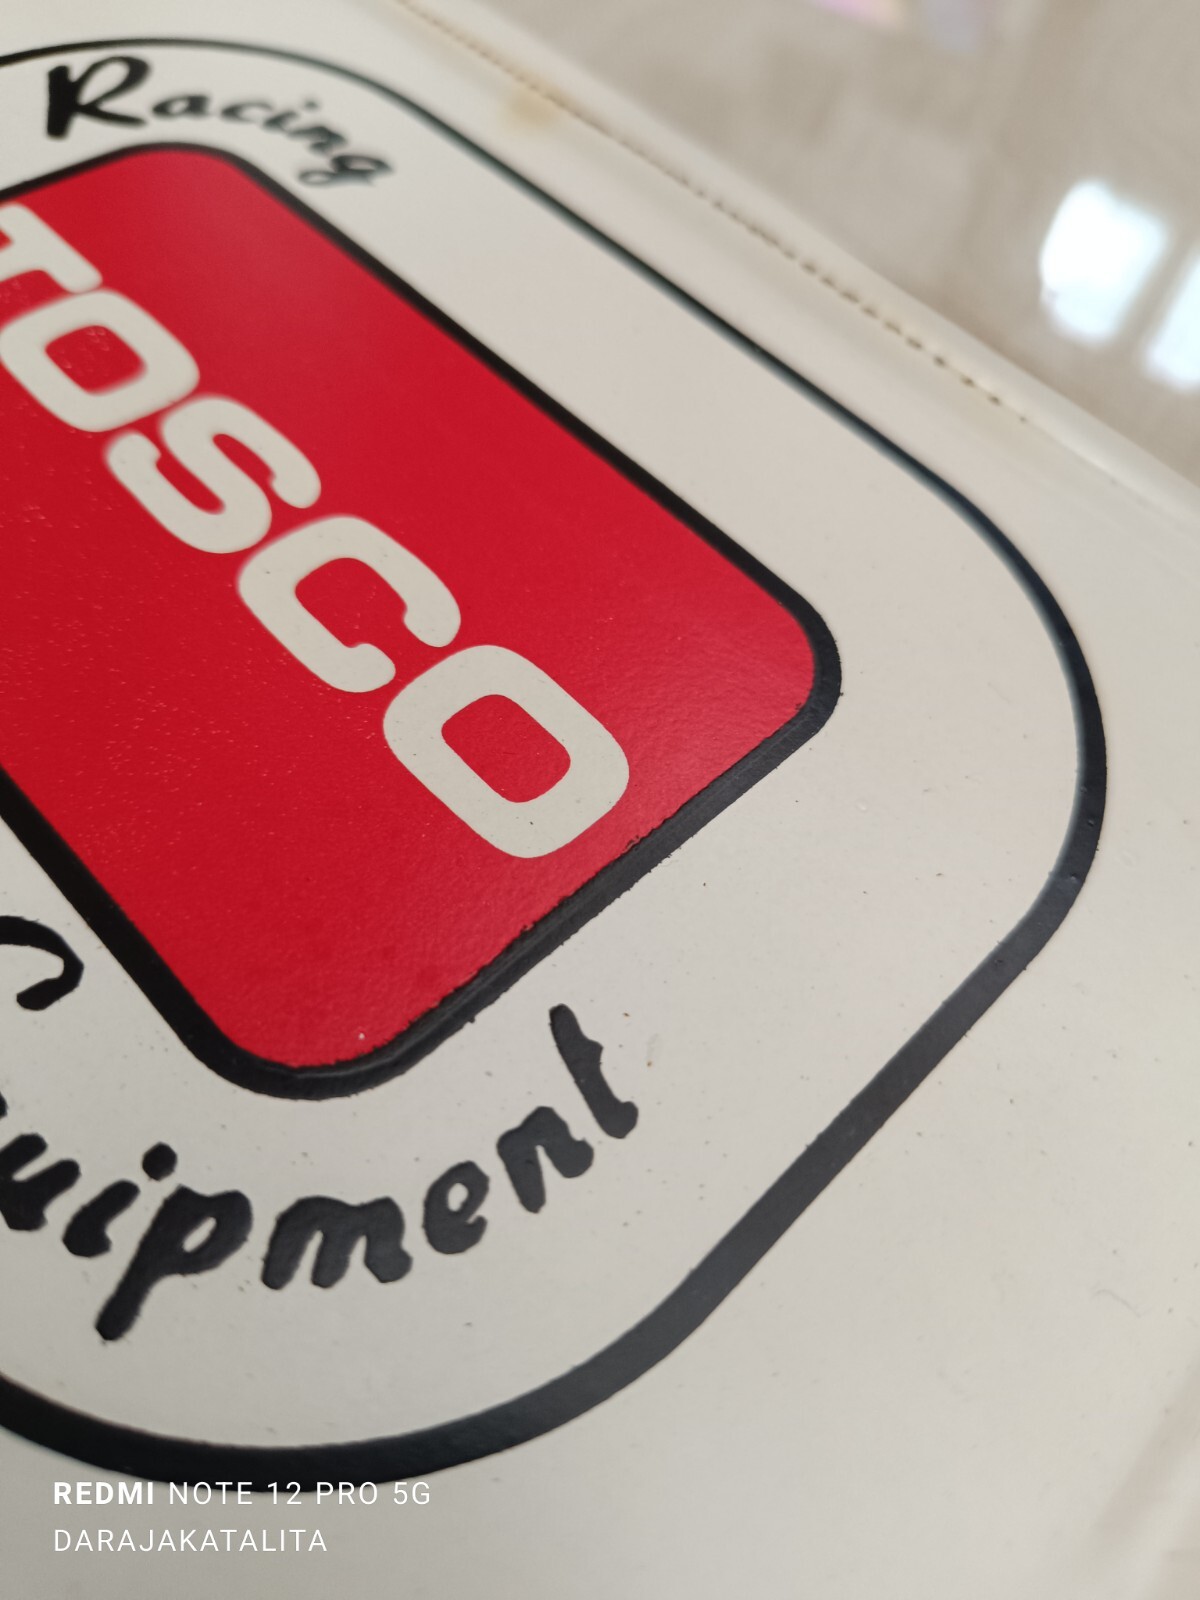 Racing
TOSCO
uipment
REDMI NOTE 12 PRO 5G
DARAJAKATALITA